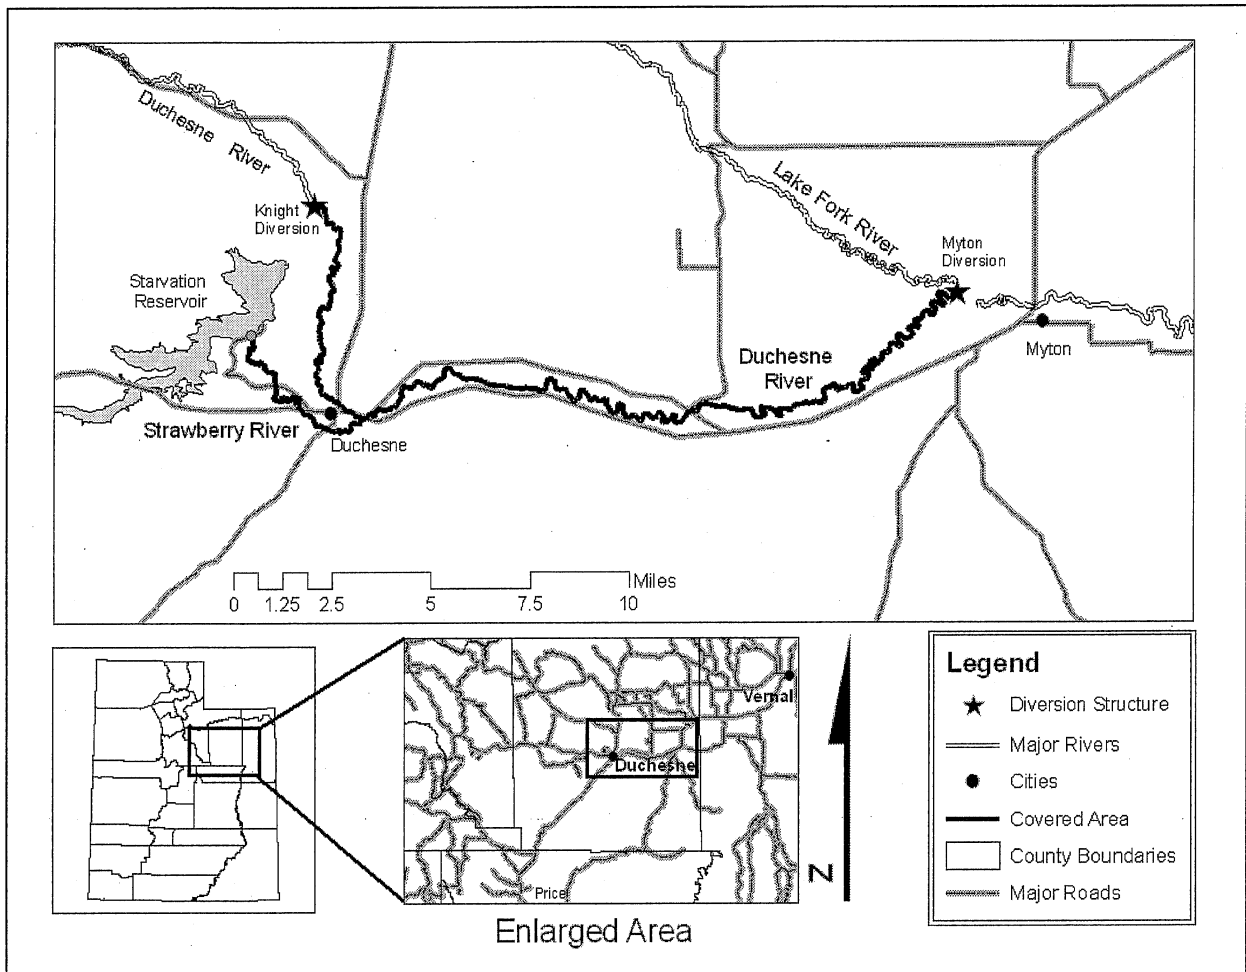 Duchesne River
Knight
Diversion
Starvation
Reservoir
Strawberry River
Duchesne
Lake Fork River
Myton
Diversion
Duchesne
River
Myton
Miles
0 1.25 2.5 5 7.5 10
Vernal
Duchesne
Price
Enlarged Area
N
Legend
Diversion Structure
Major Rivers
Cities
Covered Area
County Boundaries
Major Roads